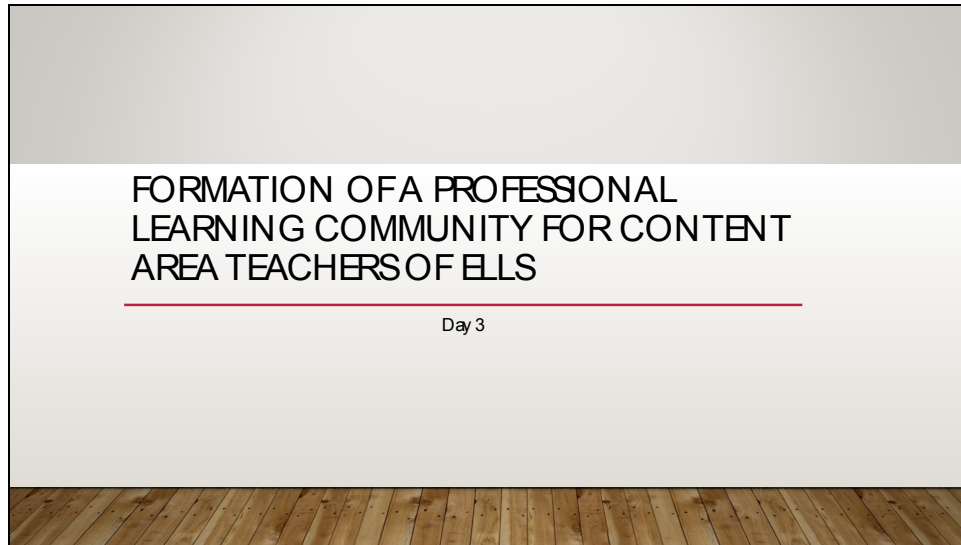 FORMATION OF A PROFESSIONAL
LEARNING COMMUNITY FOR CONTENT
AREA TEACHERS OF ELLS
Day 3